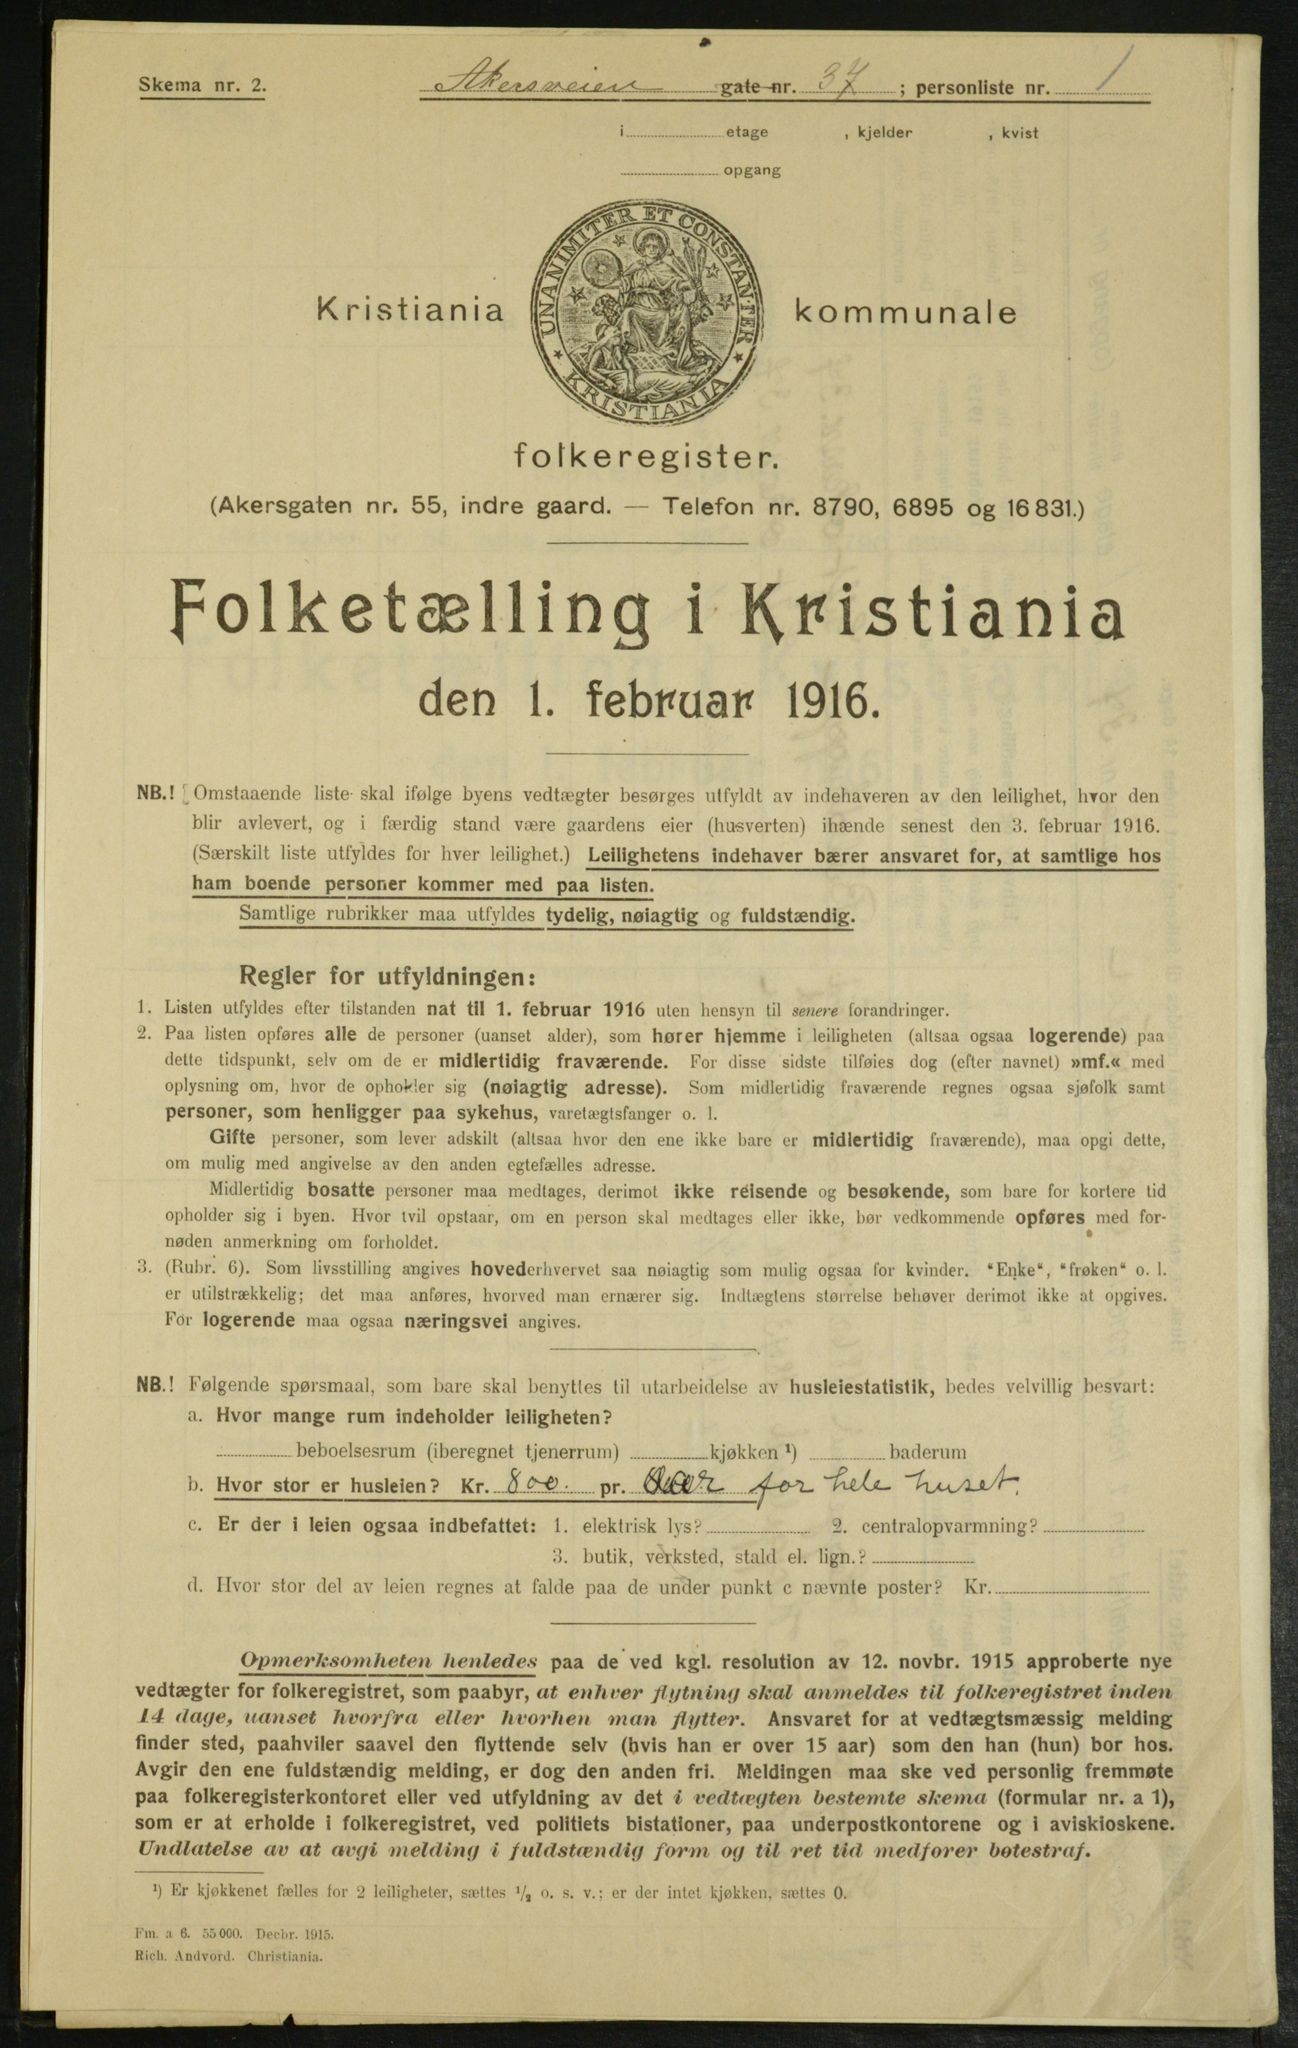 Skema nr. 2.
Akersveien gate nr. 37 ; personliste nr. 1
i etage , kjelder , kvist
opgang
UNANIMITER ET CONSTANTER
KRISTIANIA
Kristiania kommunale
folkeregister.
(Akersgaten nr. 55, indre gaard. — Telefon nr. 8790, 6895 og 16 831.)
Folketælling i Kristiania
den 1. februar 1916.
NB.! Omstaaende liste skal ifølge byens vedtægter besørges utfyldt av indehaveren av den leilighet, hvor den
blir avlevert, og i færdig stand være gaardens eier (husverten) ihænde senest den 3. februar 1916.
(Særskilt liste utfyldes for hver leilighet.) Leilighetens indehaver bærer ansvaret for, at samtlige hos
ham boende personer kommer med paa listen.
Samtlige rubrikker maa utfyldes tydelig, nøiagtig og fuldstændig.
Regler for utfyldningen:
1. Listen utfyldes efter tilstanden nat til 1. februar 1916 uten hensyn til senere forandringer.
2. Paa listen opføres alle de personer (uanset alder), som hører hjemme i leiligheten (altsaa ogsaa logerende) paa
dette tidspunkt, selv om de er midlertidig fraværende. For disse sidste tilføies dog (efter navnet) »mf.« med
oplysning om, hvor de opholder sig (nøiagtig adresse). Som midlertidig fraværende regnes ogsaa sjøfolk samt
personer, som henligger paa sykehus, varetægtsfanger o. l.
Gifte personer, som lever adskilt (altsaa hvor den ene ikke bare er midlertidig fraværende), maa opgi dette,
om mulig med angivelse av den anden egtefælles adresse.
Midlertidig bosatte personer maa medtages, derimot ikke reisende og besøkende, som bare for kortere tid
opholder sig i byen. Hvor tvil opstaar, om en person skal medtages eller ikke, bør vedkommende opføres med for-
nøden anmerkning om forholdet.
3. (Rubr. 6). Som livsstilling angives hovederhvervet saa nøiagtig som mulig ogsaa for kvinder. "Enke", "frøken" o. l.
er utilstrækkelig; det maa anføres, hvorved man ernærer sig. Indtægtens størrelse behøver derimot ikke at opgives.
For logerende maa ogsaa næringsvei angives.
NB.! Følgende spørsmaal, som bare skal benyttes til utarbeidelse av husleiestatistik, bedes velvillig besvart:
a. Hvor mange rum indeholder leiligheten?
beboelsesrum (iberegnet tjenerrum) kjøkken ¹) baderum
b. Hvor stor er husleien? Kr. 800. pr. for hele huset.
c. Er der i leien ogsaa indbefattet: 1. elektrisk lys? 2. centralopvarmning?
3. butik, verksted, stald el. lign.?
d. Hvor stor del av leien regnes at falde paa de under punkt c nævnte poster? Kr.
Opmerksomheten henledes paa de ved kgl. resolution av 12. novbr. 1915 approberte nye
vedtægter for folkeregistret, som paabyr, at enhver flytning skal anmeldes til folkeregistret inden
14 dage, uanset hvorfra eller hvorhen man flytter. Ansvaret for at vedtægtsmæssig melding
finder sted, paahviler saavel den flyttende selv (hvis han er over 15 aar) som den han (hun) bor hos.
Avgir den ene fuldstændig melding, er dog den anden fri. Meldingen maa ske ved personlig fremmøte
paa folkeregisterkontoret eller ved utfyldning av det i vedtægten bestemte skema (formular nr. a 1),
som er at erholde i folkeregistret, ved politiets bistationer, paa underpostkontorene og i aviskioskene.
Undlatelse av at avgi melding i fuldstændig form og til ret tid medfører bøtestraf.
¹) Er kjøkkenet fælles for 2 leiligheter, sættes ½ o. s. v.; er der intet kjøkken, sættes 0.
Fm. a 6. 55 000. Decbr. 1915.
Rich. Andvord. Christiania.